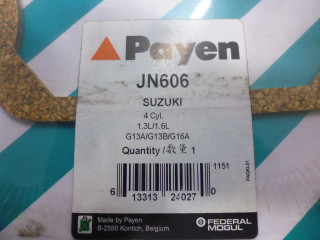 Payen
JN606
SUZUKI
4 Cyl.
1.3L/1.6L
G13A/G13B/G16A
Quantity/数量 1
1151
6 13313 24027 0
PACKL01
Made by Payen
B-2550 Kontich, Belgium
FEDERAL
MOGUL